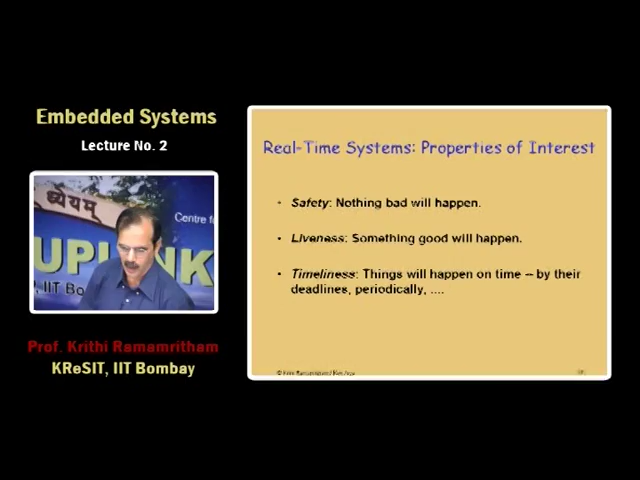 Embedded Systems
Lecture No. 2
ध्येयम्
Centre fo
UPLINK
, IIT Bo
Prof. Krithi Ramamritham
KReSIT, IIT Bombay
Real-Time Systems: Properties of Interest
• Safety: Nothing bad will happen.
• Liveness: Something good will happen.
• Timeliness: Things will happen on time – by their
deadlines, periodically, ....